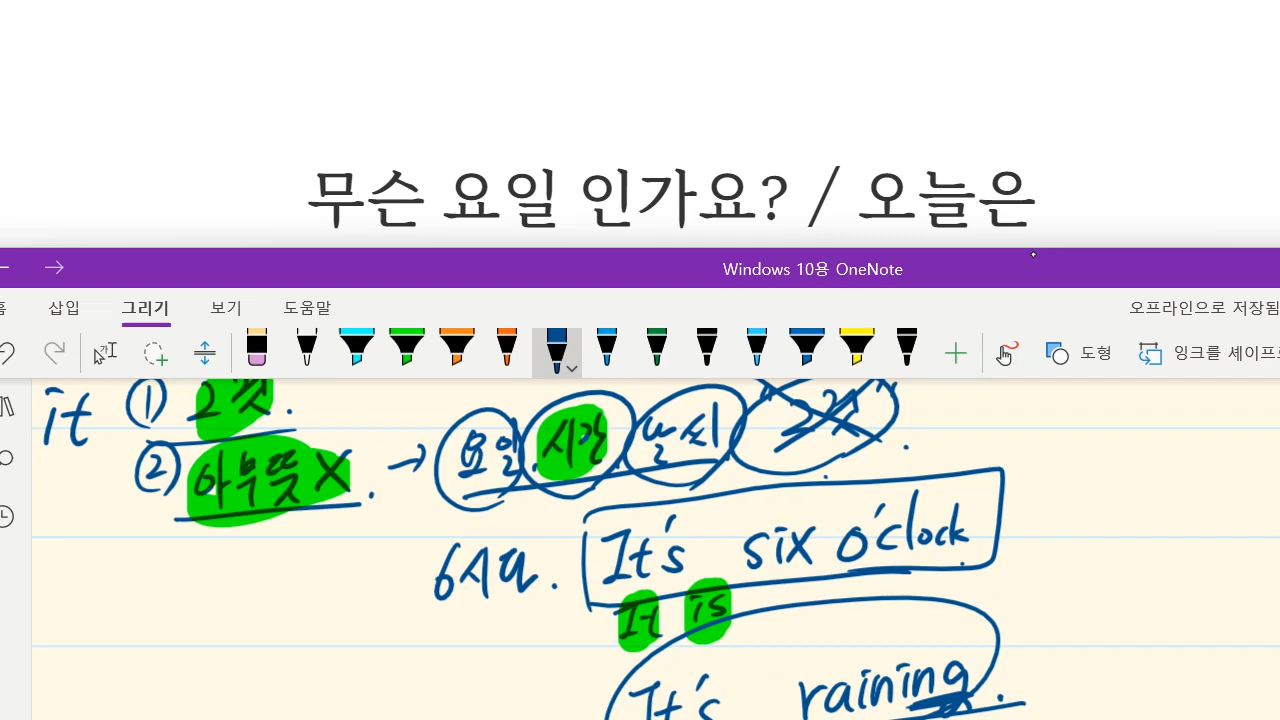 무슨 요일 인가요? / 오늘은
Windows 10용 OneNote
홈 삽입 그리기 보기 도움말 오프라인으로 저장됨
도형 잉크를 셰이프로
it ① 그것.
② 아무뜻 X. → 요일, 시간, 날씨
6시다. It's six o'clock.
It is
It's raining.